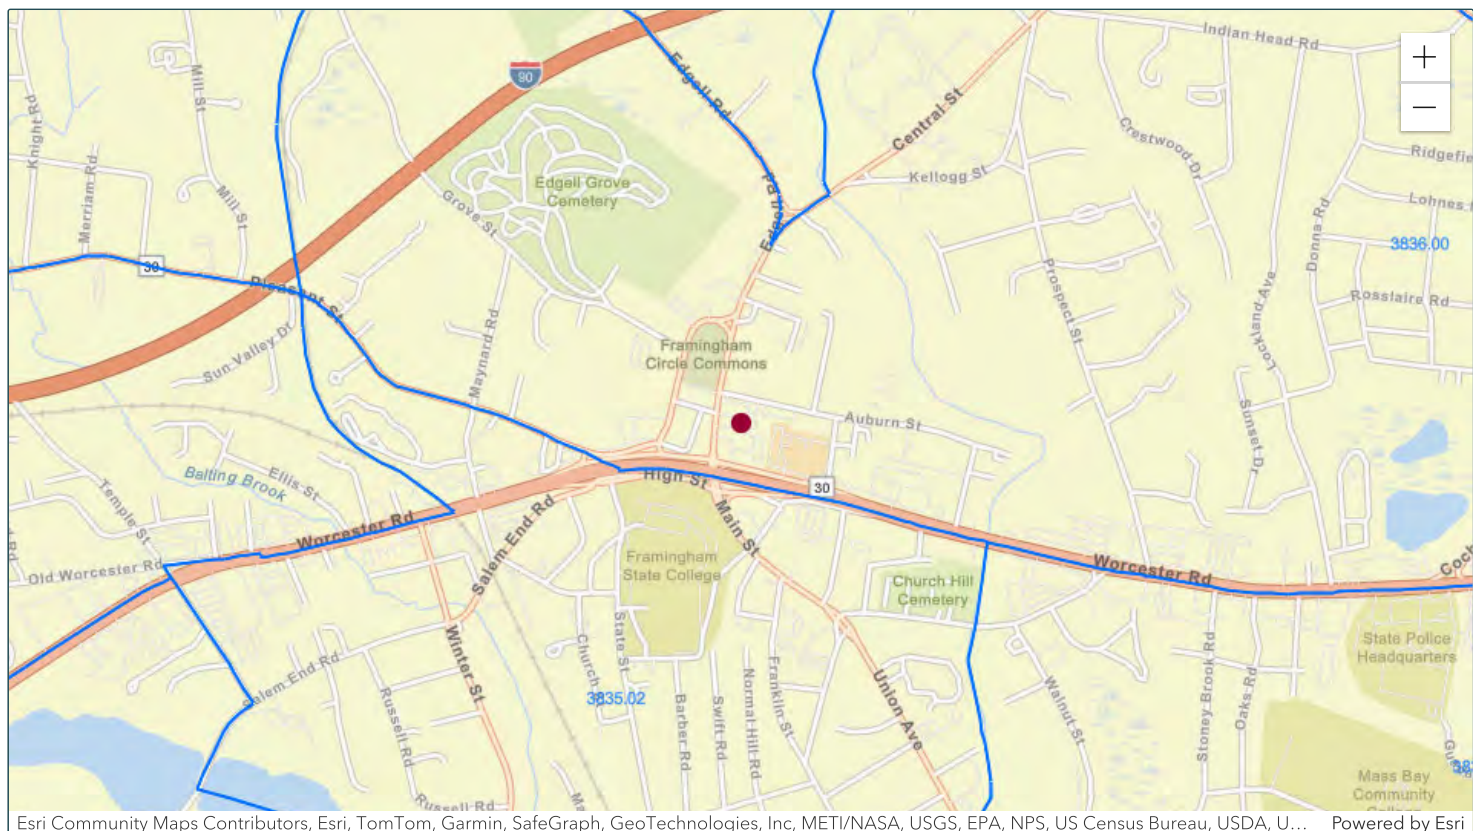 Indian Head Rd
+
−
90
Edgell Rd
Mill St
Knight Rd
Central St
Crestwood Dr
Ridgefie
Merriam Rd
Mill St
Edgell Grove
Cemetery
Grove St
Kellogg St
Lohnes
Edgell Rd
Donna Rd
3836.00
30
Pleasant St
Prospect St
Rosslaire Rd
Lockland Ave
Sun Valley Dr
Maynard Rd
Framingham
Circle Commons
Auburn St
Sunset Dr
Baiting Brook
Ellis St
Temple St
High St
30
Worcester Rd
Salem End Rd
Main St
Framingham
State College
Church Hill
Cemetery
Worcester Rd
Coch
t Rd
Old Worcester Rd
State Police
Headquarters
Winter St
Church
State St
Salem End Rd
3835.02
Russell Rd
Barber Rd
Swift Rd
Normal Hill Rd
Franklin St
Union Ave
Walnut St
Stoney Brook Rd
Oaks Rd
Mass Bay
Community
Russell Rd
Ma
Esri Community Maps Contributors, Esri, TomTom, Garmin, SafeGraph, GeoTechnologies, Inc, METI/NASA, USGS, EPA, NPS, US Census Bureau, USDA, U... Powered by Esri